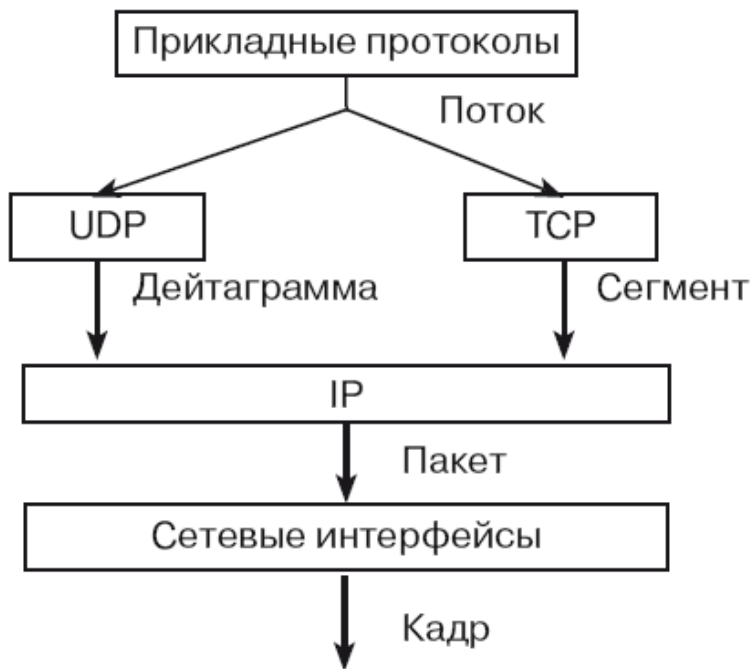 Прикладные протоколы
Поток
UDP
TCP
Дейтаграмма
Сегмент
IP
Пакет
Сетевые интерфейсы
Кадр